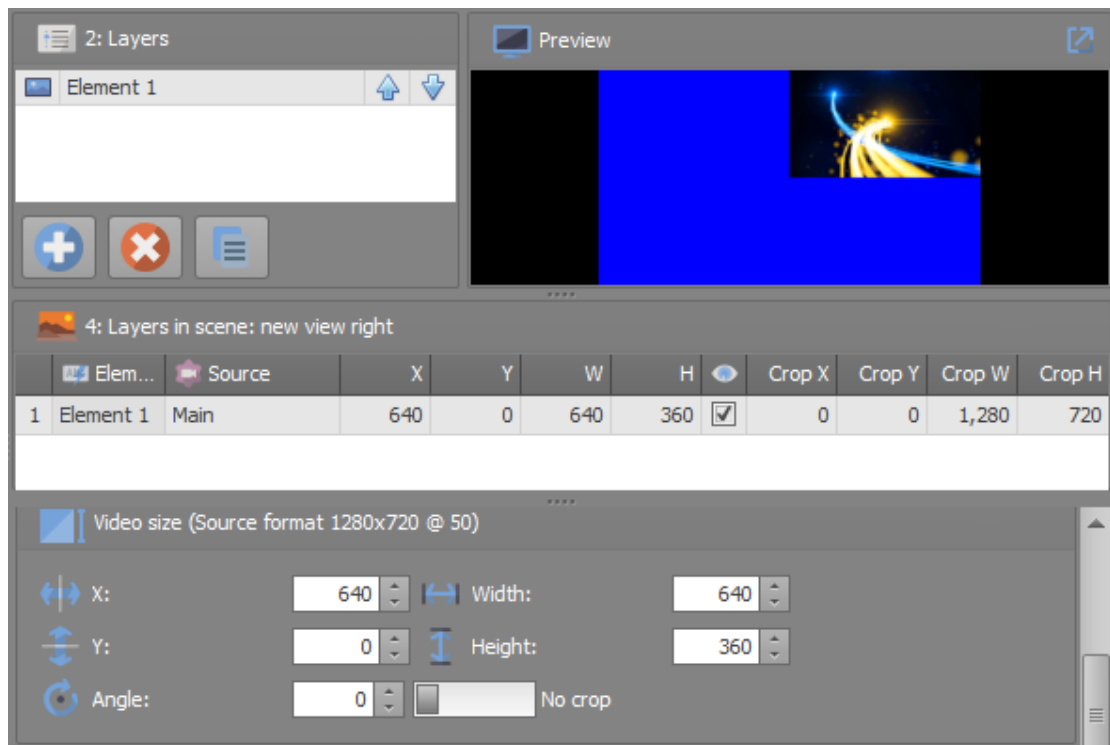 2: Layers
Preview
Element 1
4: Layers in scene: new view right
Elem... Source X Y W H Crop X Crop Y Crop W Crop H
1 Element 1 Main 640 0 640 360 0 0 1,280 720
Video size (Source format 1280x720 @ 50)
X: 640 Width: 640
Y: 0 Height: 360
Angle: 0 No crop